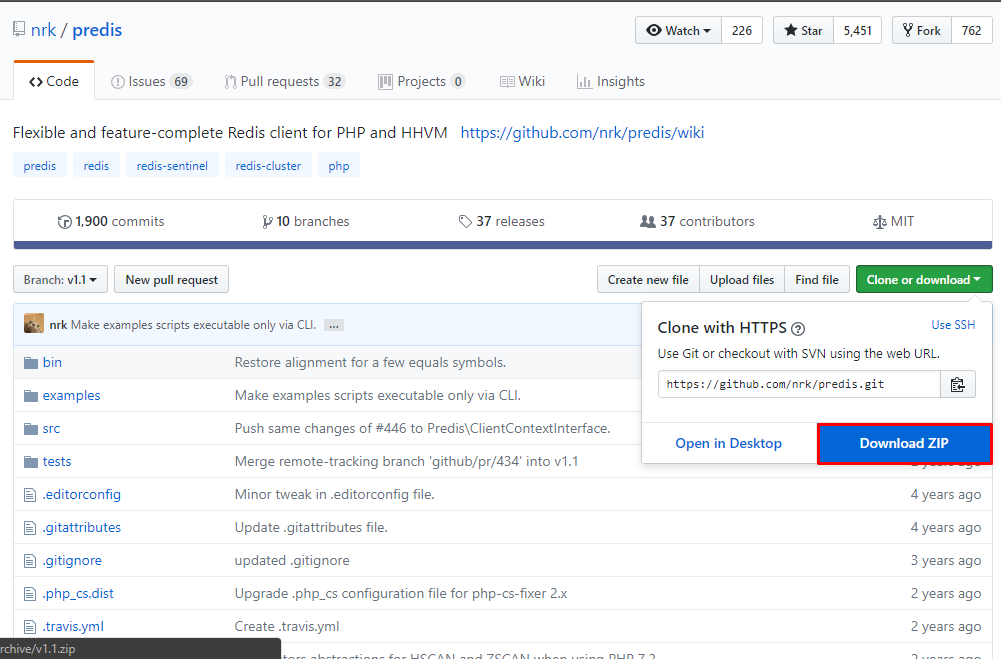 nrk / predis
Watch 226 Star 5,451 Fork 762
Code Issues 69 Pull requests 32 Projects 0 Wiki Insights
Flexible and feature-complete Redis client for PHP and HHVM https://github.com/nrk/predis/wiki
predis redis redis-sentinel redis-cluster php
1,900 commits 10 branches 37 releases 37 contributors MIT
Branch: v1.1 New pull request Create new file Upload files Find file Clone or download
nrk Make examples scripts executable only via CLI. ...
Clone with HTTPS ? Use SSH
Use Git or checkout with SVN using the web URL.
https://github.com/nrk/predis.git
Open in Desktop Download ZIP
bin Restore alignment for a few equals symbols.
examples Make examples scripts executable only via CLI.
src Push same changes of #446 to Predis\ClientContextInterface.
tests Merge remote-tracking branch 'github/pr/434' into v1.1 2 years ago
.editorconfig Minor tweak in .editorconfig file. 4 years ago
.gitattributes Update .gitattributes file. 4 years ago
.gitignore updated .gitignore 3 years ago
.php_cs.dist Upgrade .php_cs configuration file for php-cs-fixer 2.x 2 years ago
.travis.yml Create .travis.yml 2 years ago
rchive/v1.1.zip
abstractions for HSCAN and ZSCAN when using PHP 7.2 2 years ago